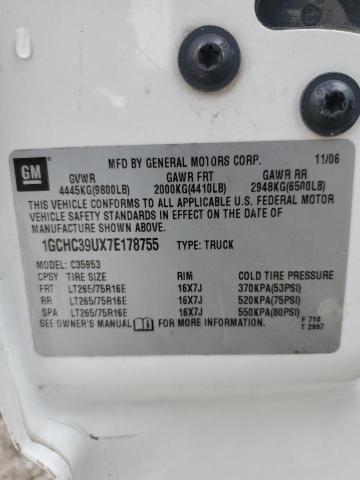 GM
MFD BY GENERAL MOTORS CORP. 11/06
GVWR GAWR FRT GAWR RR
4445KG(9800LB) 2000KG(4410LB) 2948KG(6500LB)
THIS VEHICLE CONFORMS TO ALL APPLICABLE U.S. FEDERAL MOTOR
VEHICLE SAFETY STANDARDS IN EFFECT ON THE DATE OF
MANUFACTURE SHOWN ABOVE.
1GCHC39UX7E178755 TYPE: TRUCK
MODEL: C35953
CPSY TIRE SIZE RIM COLD TIRE PRESSURE
FRT LT265/75R16E 16X7J 370KPA(53PSI)
RR LT265/75R16E 16X7J 520KPA(75PSI)
SPA LT265/75R16E 16X7J 550KPA(80PSI)
SEE OWNER'S MANUAL FOR MORE INFORMATION.
F 710
T 2997